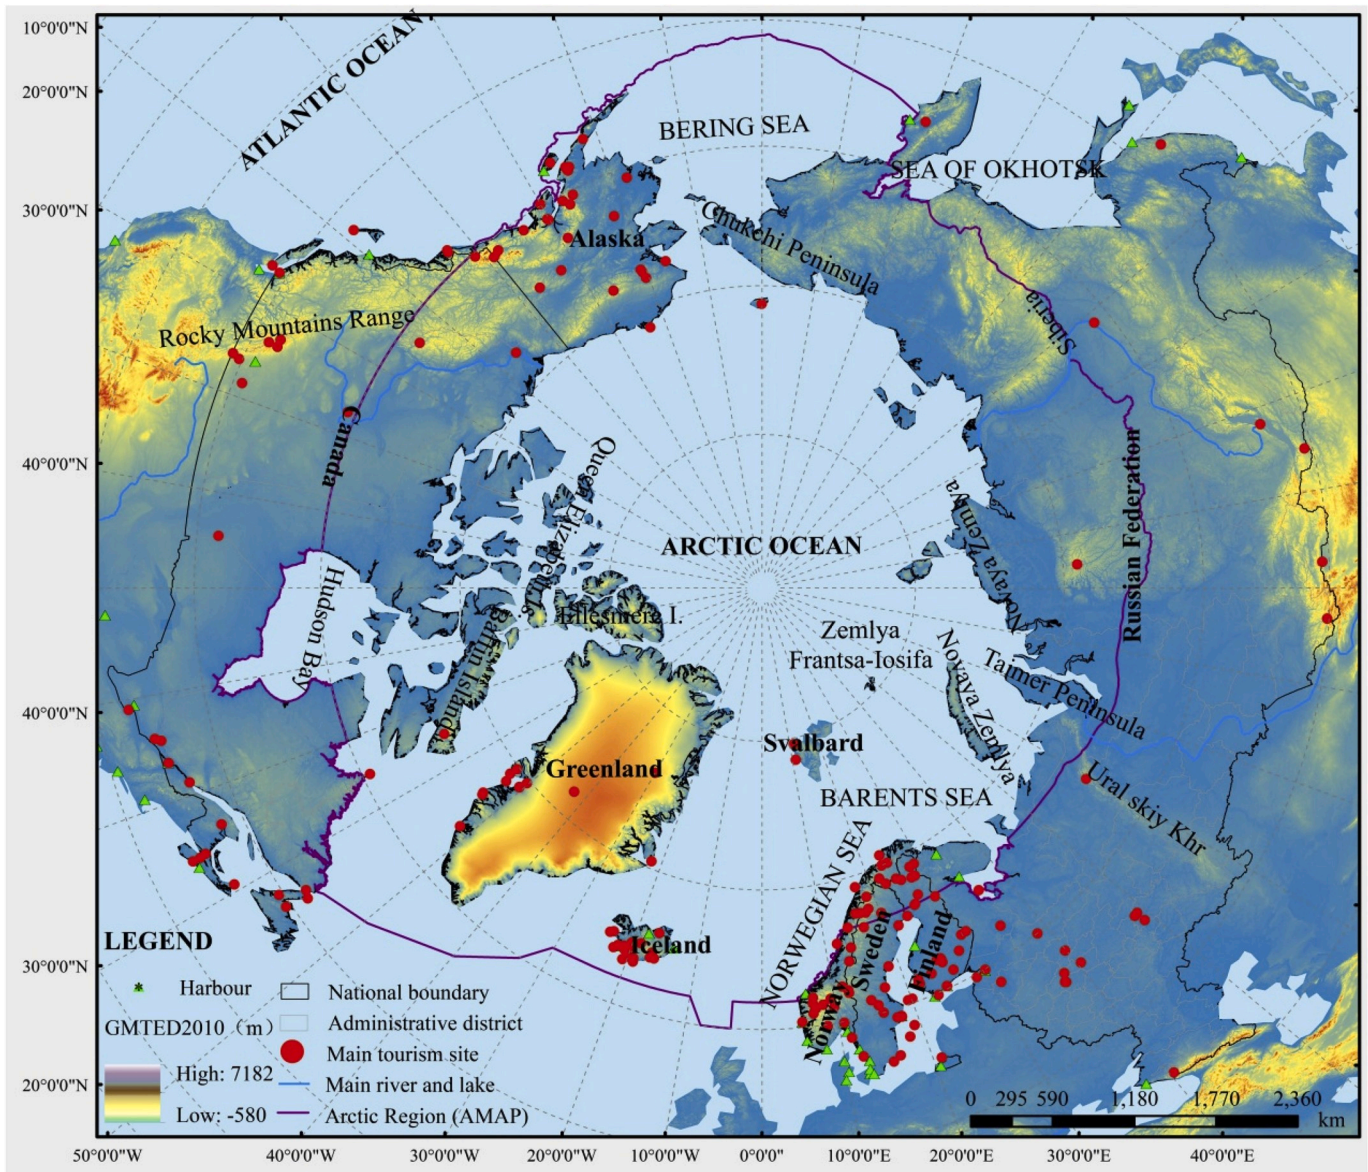 10°0'0"N
ATLANTIC OCEAN
20°0'0"N
BERING SEA
SEA OF OKHOTSK
30°0'0"N
Chukchi Peninsula
Alaska
Siberia
Rocky Mountains Range
Canada
40°0'0"N
Queen Elizabeth Is
Russian Federation
Novaya Zemlya
ARCTIC OCEAN
Hudson Bay
Ellesmere I.
Baffin Island
Zemlya
Frantsa-Iosifa
Novaya Zemlya
Tamer Peninsula
40°0'0"N
Svalbard
Greenland
Ural skiy Khr
BARENTS SEA
NORWEGIAN SEA
LEGEND
Iceland
Sweden
Finland
Norway
30°0'0"N
Harbour
National boundary
GMTED2010（m）
Administrative district
Main tourism site
High: 7182
Main river and lake
20°0'0"N
Low: -580
Arctic Region (AMAP)
0 295 590 1,180 1,770 2,360
km
50°0'0"W 40°0'0"W 30°0'0"W 20°0'0"W 10°0'0"W 0°0'0" 10°0'0"E 20°0'0"E 30°0'0"E 40°0'0"E